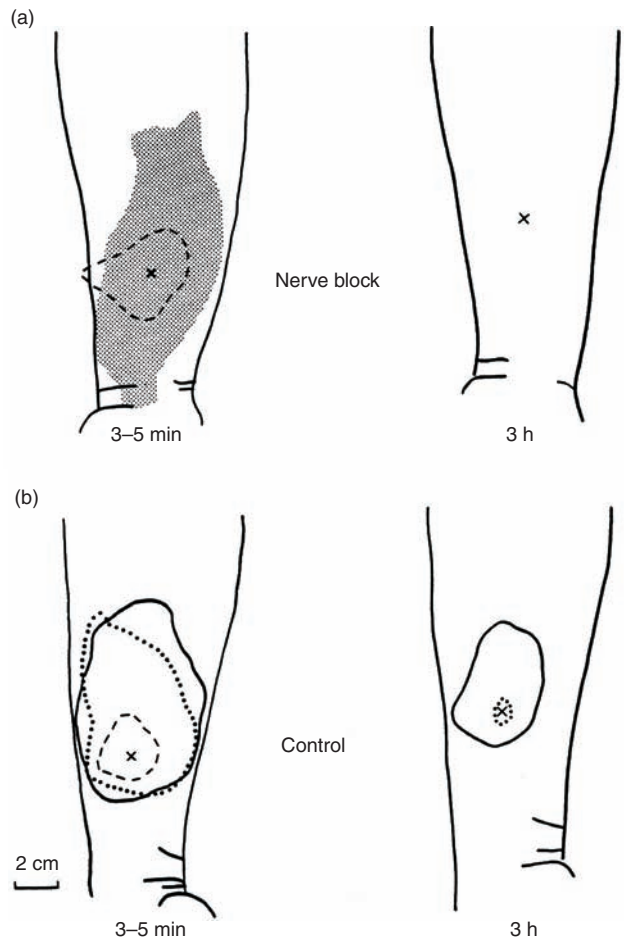 (a)
Nerve block
3–5 min
3 h
(b)
Control
2 cm
3–5 min
3 h